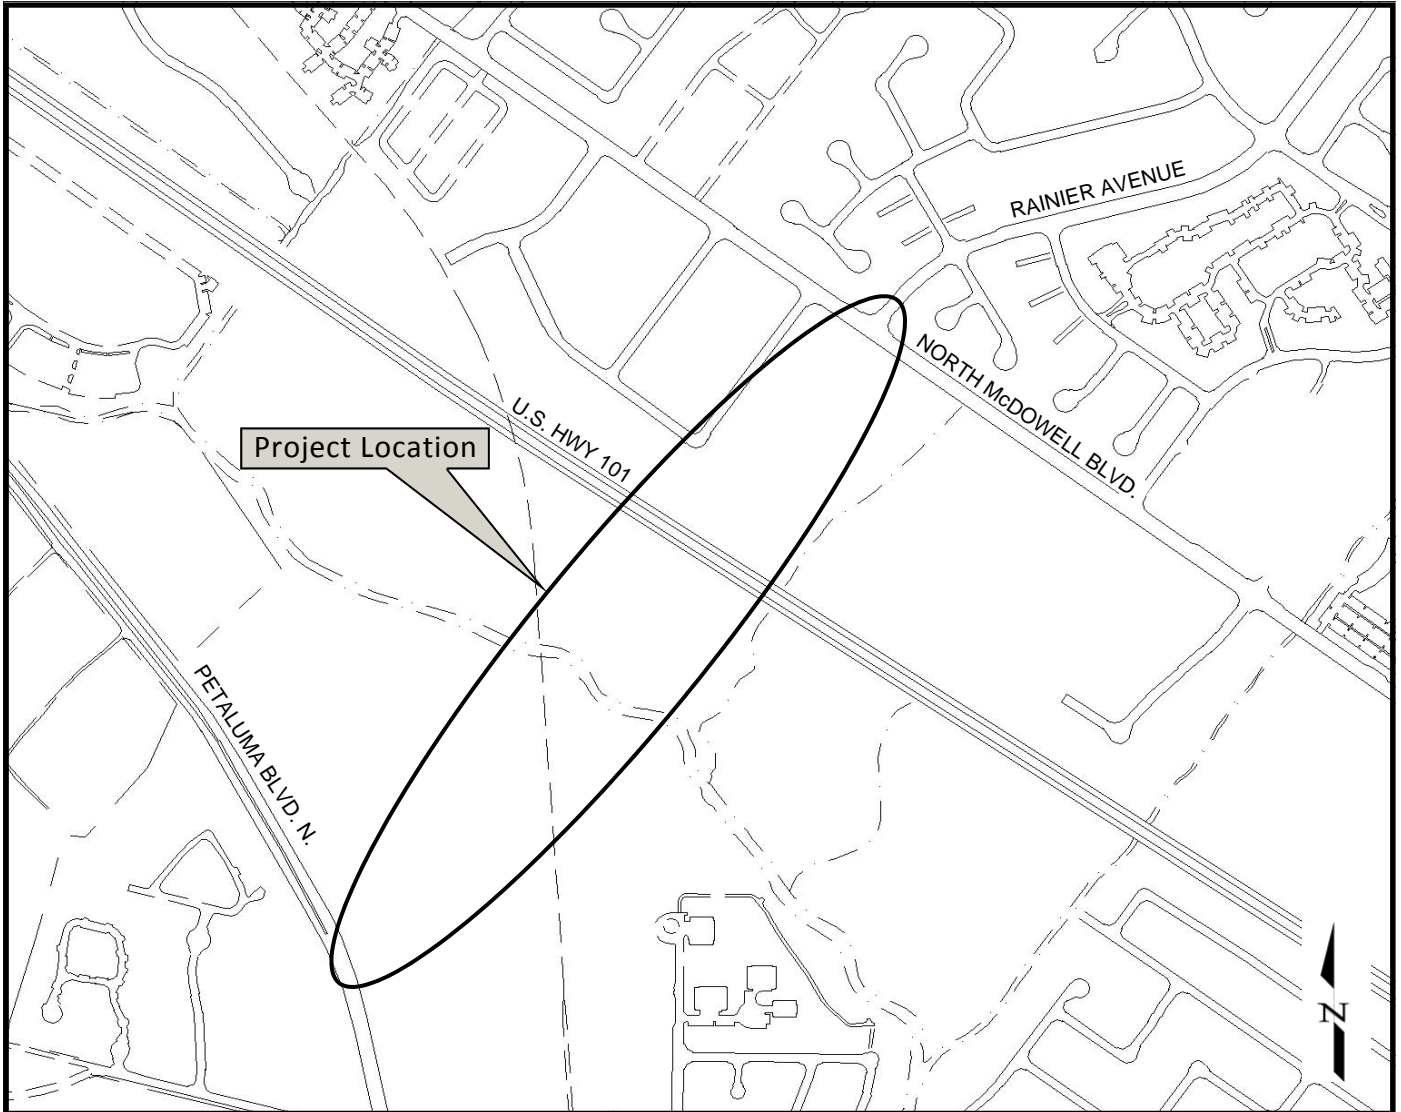 RAINIER AVENUE
NORTH McDOWELL BLVD.
U.S. HWY 101
Project Location
PETALUMA BLVD. N.
N